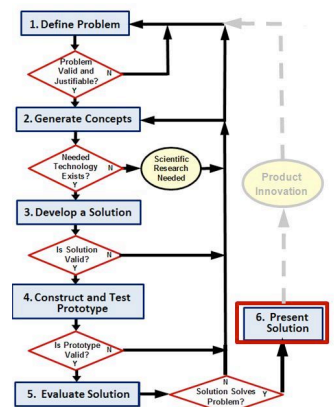 1. Define Problem
Problem
Valid and
Justifiable?
N
Y
2. Generate Concepts
Needed
Technology
Exists?
N
Y
Scientific
Research
Needed
Product
Innovation
3. Develop a Solution
Is Solution
Valid?
N
Y
4. Construct and Test
Prototype
6. Present
Solution
Is Prototype
Valid?
N
Y
5. Evaluate Solution
N
Solution Solves
Problem?
Y